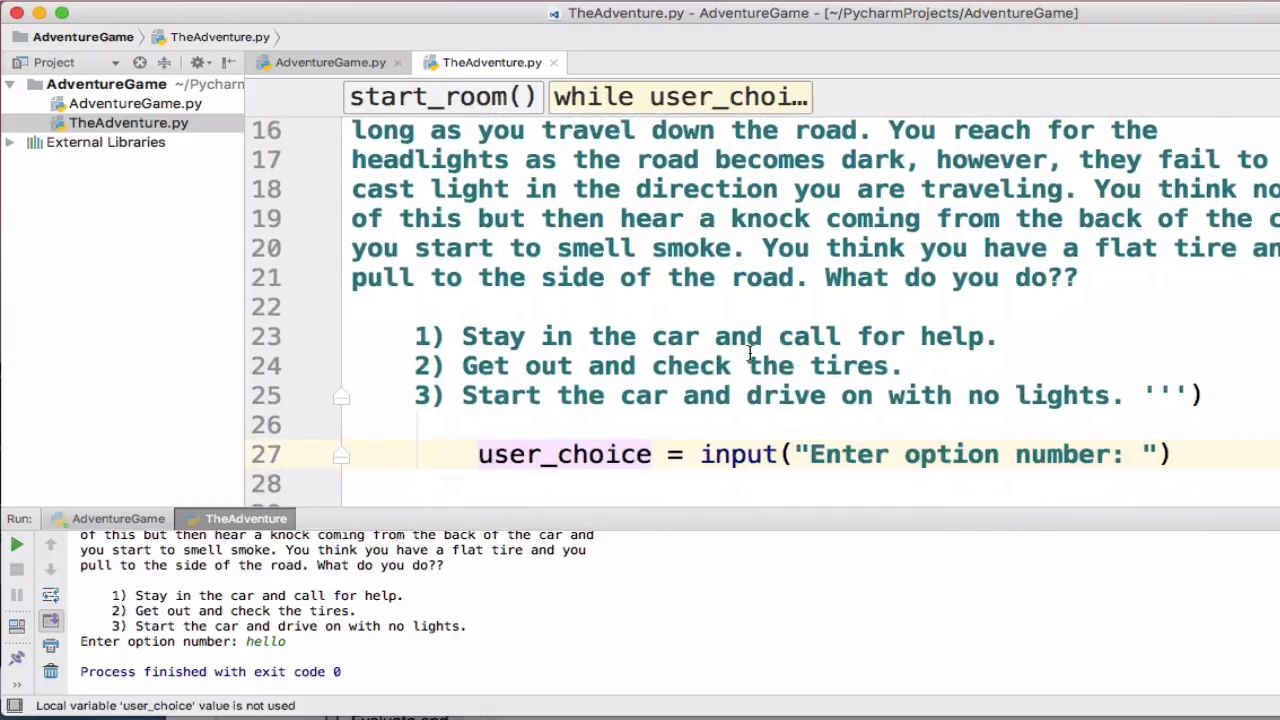 TheAdventure.py - AdventureGame - [~/PycharmProjects/AdventureGame]
AdventureGame TheAdventure.py
Project AdventureGame.py TheAdventure.py
AdventureGame ~/Pycharm
AdventureGame.py
TheAdventure.py
External Libraries
start_room() while user_choi…
16 long as you travel down the road. You reach for the
17 headlights as the road becomes dark, however, they fail to
18 cast light in the direction you are traveling. You think no
19 of this but then hear a knock coming from the back of the c
20 you start to smell smoke. You think you have a flat tire an
21 pull to the side of the road. What do you do??
22
23 1) Stay in the car and call for help.
24 2) Get out and check the tires.
25 3) Start the car and drive on with no lights. ''')
26
27 user_choice = input("Enter option number: ")
28
Run: AdventureGame TheAdventure
of this but then hear a knock coming from the back of the car and
you start to smell smoke. You think you have a flat tire and you
pull to the side of the road. What do you do??
1) Stay in the car and call for help.
2) Get out and check the tires.
3) Start the car and drive on with no lights.
Enter option number: hello
Process finished with exit code 0
Local variable 'user_choice' value is not used